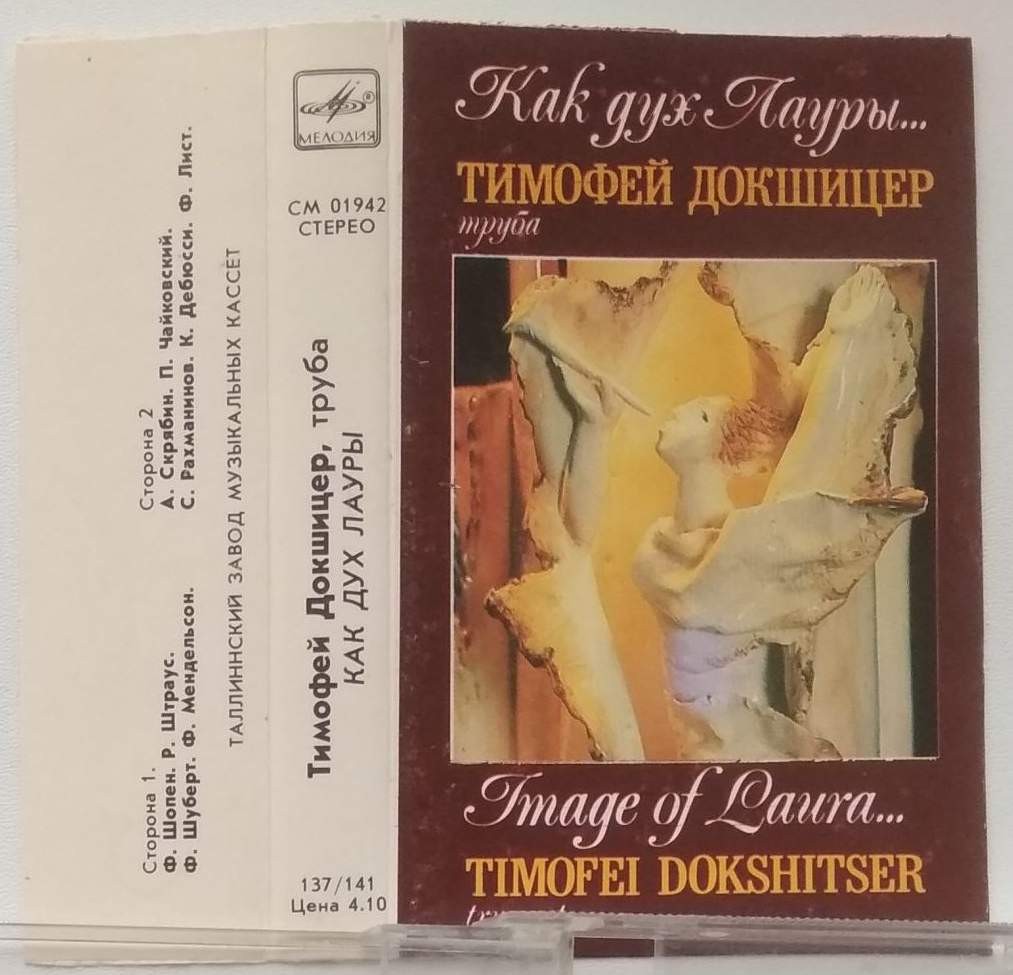 Сторона 1.
Ф. Шопен. Р. Штраус.
Ф. Шуберт. Ф. Мендельсон.
Сторона 2
А. Скрябин. П. Чайковский.
С. Рахманинов. К. Дебюсси. Ф. Лист.
ТАЛЛИННСКИЙ ЗАВОД МУЗЫКАЛЬНЫХ КАССЕТ
МЕЛОДИЯ
СМ 01942
СТЕРЕО
Тимофей Докшицер, труба
КАК ДУХ ЛАУРЫ
137/141
Цена 4.10
Как дух Лауры...
ТИМОФЕЙ ДОКШИЦЕР
труба
Image of Laura...
TIMOFEI DOKSHITSER